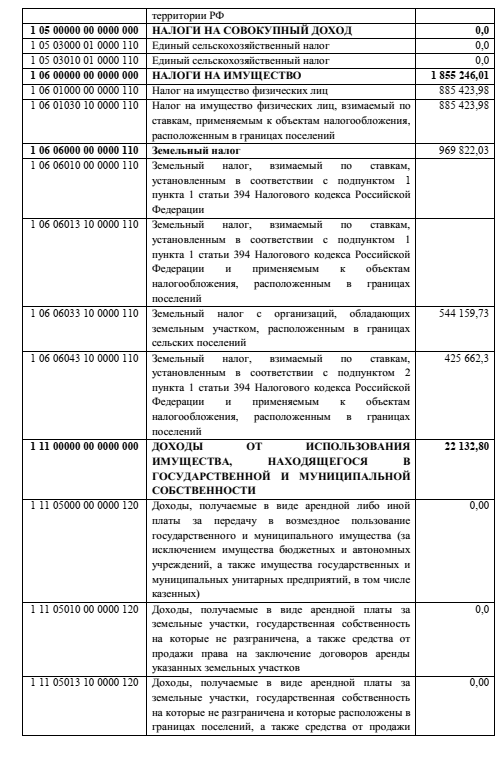 территории РФ
1 05 00000 00 0000 000 НАЛОГИ НА СОВОКУПНЫЙ ДОХОД 0,0
1 05 03000 01 0000 110 Единый сельскохозяйственный налог 0,0
1 05 03010 01 0000 110 Единый сельскохозяйственный налог 0,0
1 06 00000 00 0000 000 НАЛОГИ НА ИМУЩЕСТВО 1 855 246,01
1 06 01000 00 0000 110 Налог на имущество физических лиц 885 423,98
1 06 01030 10 0000 110 Налог на имущество физических лиц, взимаемый по 885 423,98
ставкам, применяемым к объектам налогообложения,
расположенным в границах поселений
1 06 06000 00 0000 110 Земельный налог 969 822,03
1 06 06010 00 0000 110 Земельный налог, взимаемый по ставкам,
установленным в соответствии с подпунктом 1
пункта 1 статьи 394 Налогового кодекса Российской
Федерации
1 06 06013 10 0000 110 Земельный налог, взимаемый по ставкам,
установленным в соответствии с подпунктом 1
пункта 1 статьи 394 Налогового кодекса Российской
Федерации и применяемым к объектам
налогообложения, расположенным в границах
поселений
1 06 06033 10 0000 110 Земельный налог с организаций, обладающих 544 159,73
земельным участком, расположенным в границах
сельских поселений
1 06 06043 10 0000 110 Земельный налог, взимаемый по ставкам, 425 662,3
установленным в соответствии с подпунктом 2
пункта 1 статьи 394 Налогового кодекса Российской
Федерации и применяемым к объектам
налогообложения, расположенным в границах
поселений
1 11 00000 00 0000 000 ДОХОДЫ ОТ ИСПОЛЬЗОВАНИЯ 22 132,80
ИМУЩЕСТВА, НАХОДЯЩЕГОСЯ В
ГОСУДАРСТВЕННОЙ И МУНИЦИПАЛЬНОЙ
СОБСТВЕННОСТИ
1 11 05000 00 0000 120 Доходы, получаемые в виде арендной либо иной 0,00
платы за передачу в возмездное пользование
государственного и муниципального имущества (за
исключением имущества бюджетных и автономных
учреждений, а также имущества государственных и
муниципальных унитарных предприятий, в том числе
казенных)
1 11 05010 00 0000 120 Доходы, получаемые в виде арендной платы за 0,0
земельные участки, государственная собственность
на которые не разграничена, а также средства от
продажи права на заключение договоров аренды
указанных земельных участков
1 11 05013 10 0000 120 Доходы, получаемые в виде арендной платы за 0,00
земельные участки, государственная собственность
на которые не разграничена и которые расположены в
границах поселений, а также средства от продажи